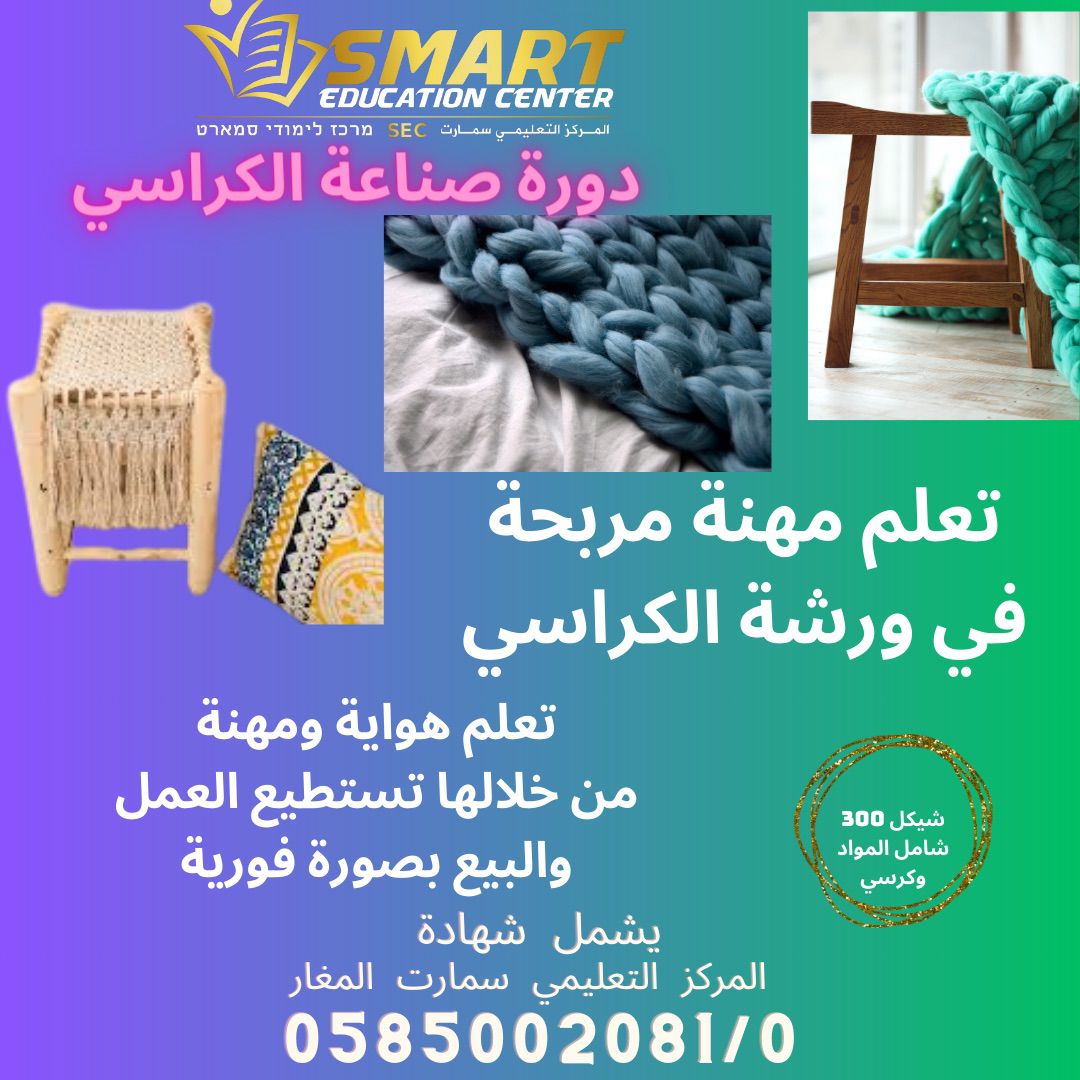 SMART
EDUCATION CENTER
המרכז לימודי סמארט SEC المركز التعليمي سمارت
دورة صناعة الكراسي
تعلم مهنة مربحة
في ورشة الكراسي
تعلم هواية ومهنة
من خلالها تستطيع العمل
والبيع بصورة فورية
300 شيكل
شامل المواد
وكرسي
يشمل شهادة
المركز التعليمي سمارت المغار
0585002081/0